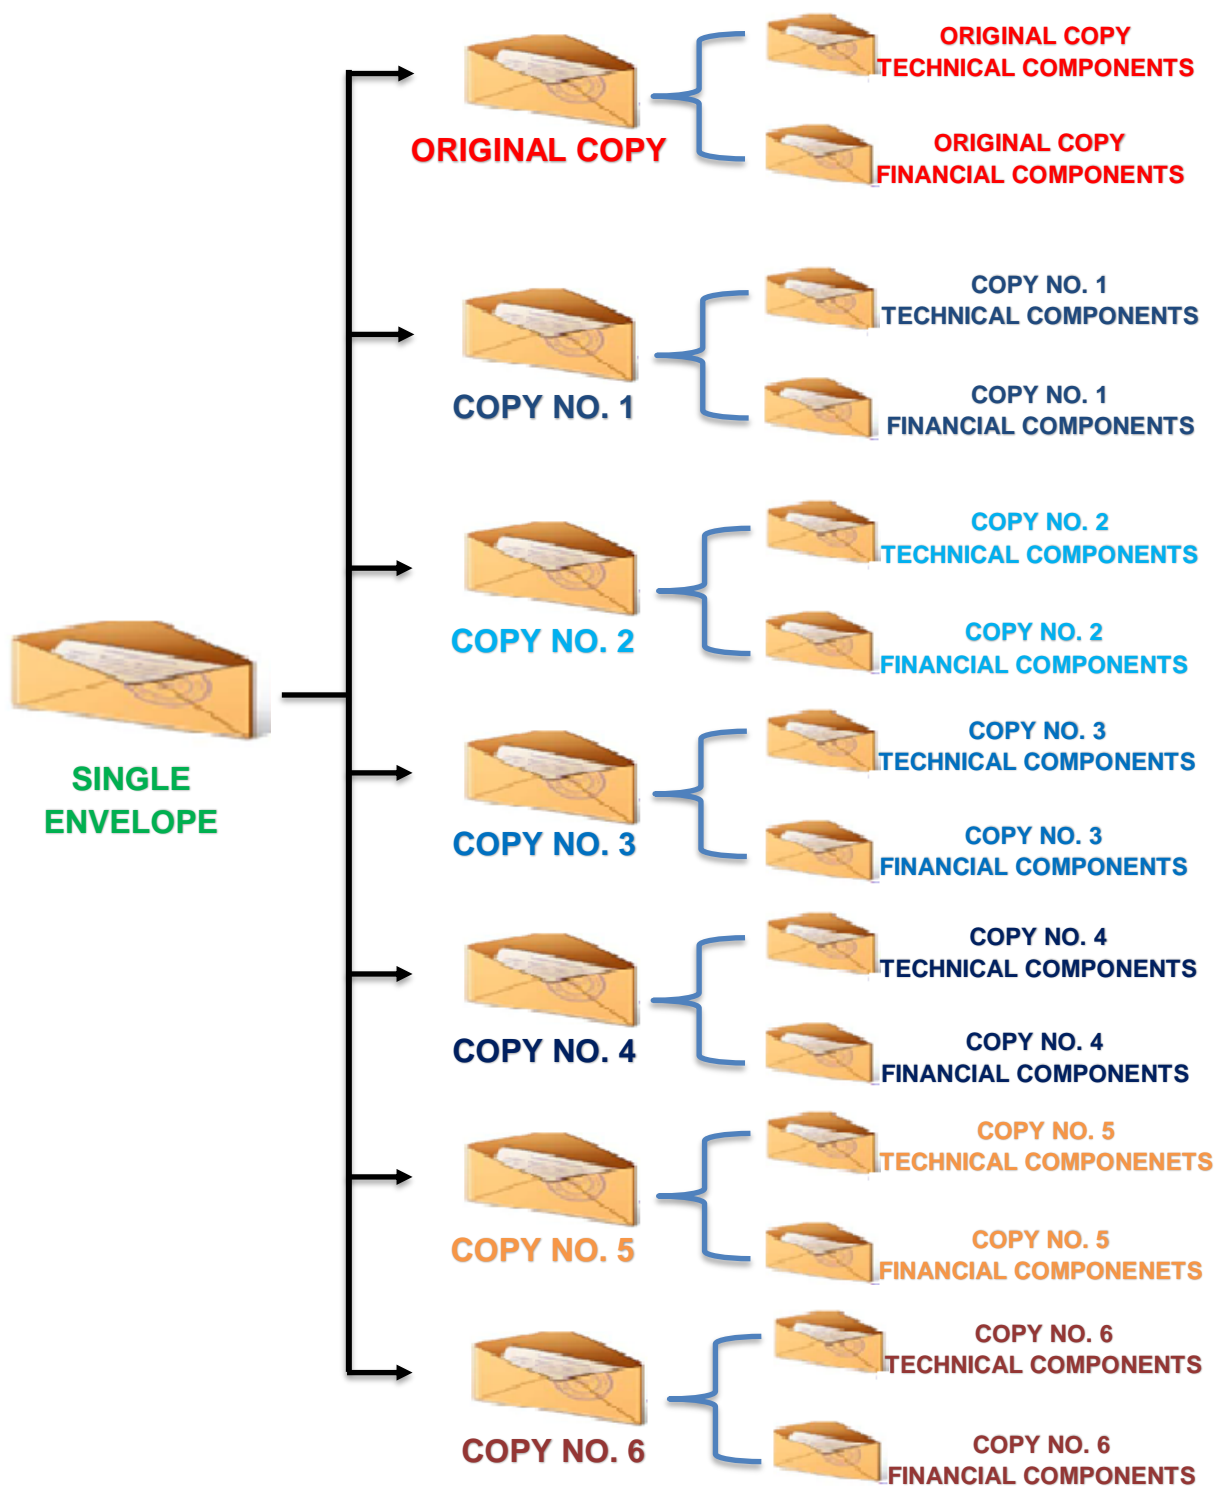 ORIGINAL COPY
TECHNICAL COMPONENTS
ORIGINAL COPY
ORIGINAL COPY
FINANCIAL COMPONENTS
COPY NO. 1
TECHNICAL COMPONENTS
COPY NO. 1
COPY NO. 1
FINANCIAL COMPONENTS
COPY NO. 2
TECHNICAL COMPONENTS
COPY NO. 2
COPY NO. 2
FINANCIAL COMPONENTS
SINGLE
ENVELOPE
COPY NO. 3
TECHNICAL COMPONENTS
COPY NO. 3
COPY NO. 3
FINANCIAL COMPONENTS
COPY NO. 4
TECHNICAL COMPONENTS
COPY NO. 4
COPY NO. 4
FINANCIAL COMPONENTS
COPY NO. 5
TECHNICAL COMPONENETS
COPY NO. 5
COPY NO. 5
FINANCIAL COMPONENETS
COPY NO. 6
TECHNICAL COMPONENTS
COPY NO. 6
COPY NO. 6
FINANCIAL COMPONENTS